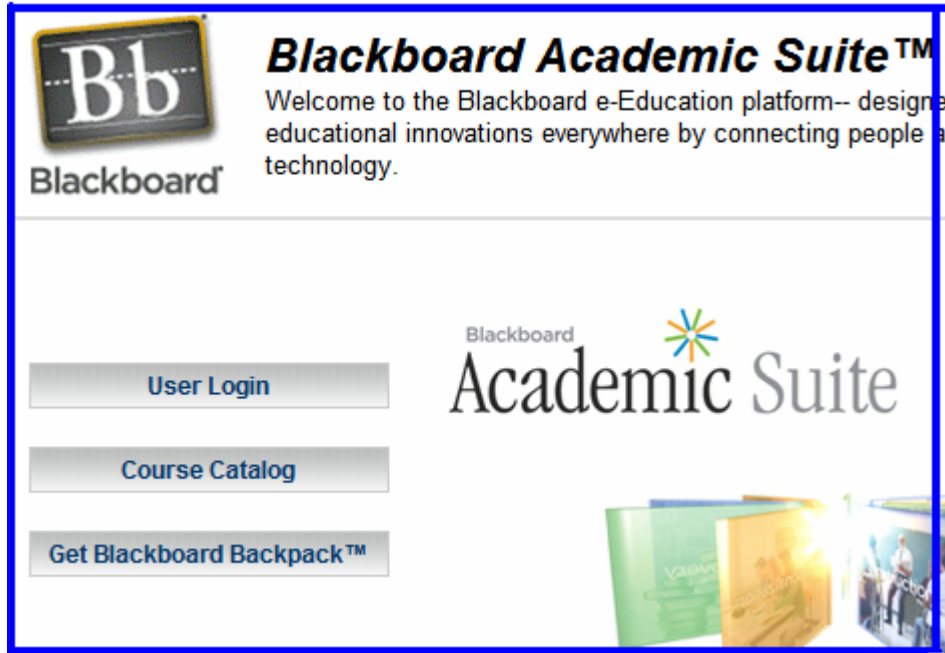 Bb
Blackboard
Blackboard Academic Suite™
Welcome to the Blackboard e-Education platform-- designe
educational innovations everywhere by connecting people a
technology.
Blackboard
Academic Suite
User Login
Course Catalog
Get Blackboard Backpack™